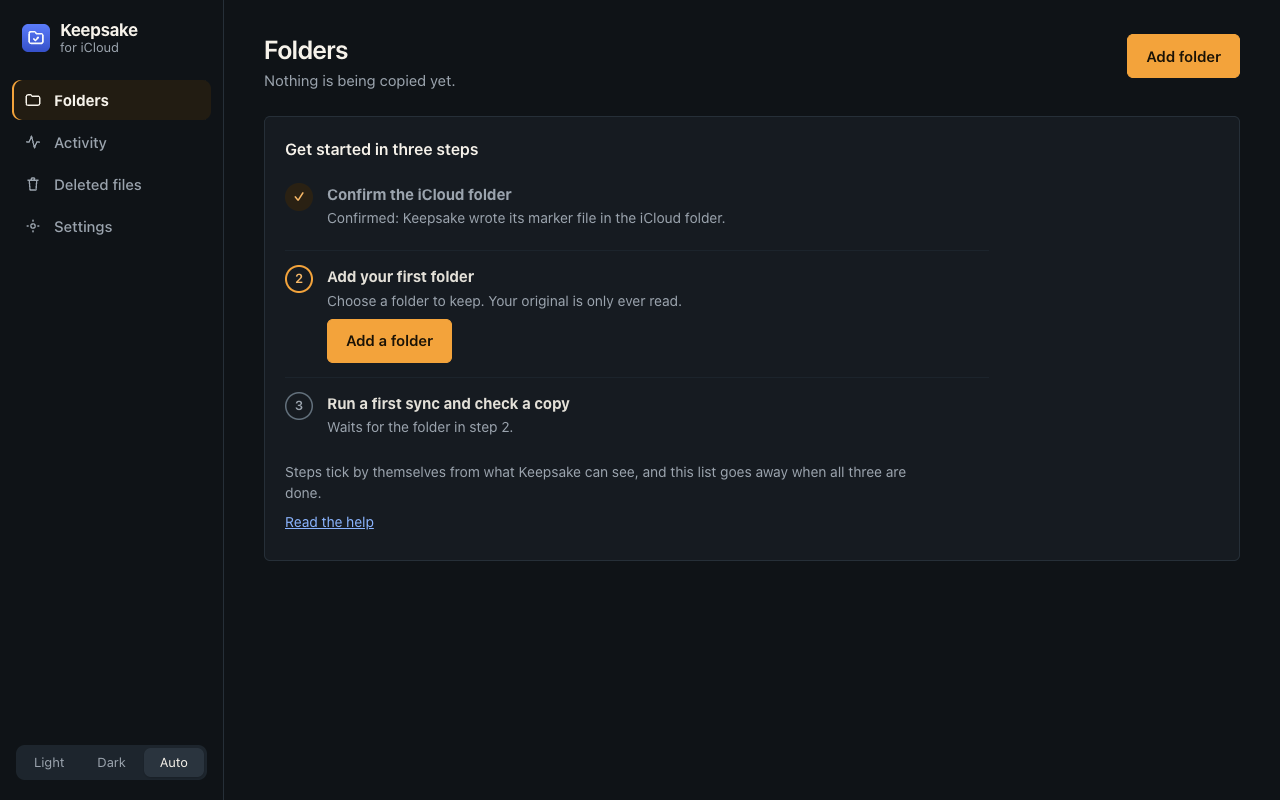 Keepsake
for iCloud
Folders
Activity
Deleted files
Settings
Light Dark Auto
Folders
Nothing is being copied yet.
Add folder
Get started in three steps
Confirm the iCloud folder
Confirmed: Keepsake wrote its marker file in the iCloud folder.
2 Add your first folder
Choose a folder to keep. Your original is only ever read.
Add a folder
3 Run a first sync and check a copy
Waits for the folder in step 2.
Steps tick by themselves from what Keepsake can see, and this list goes away when all three are
done.
Read the help